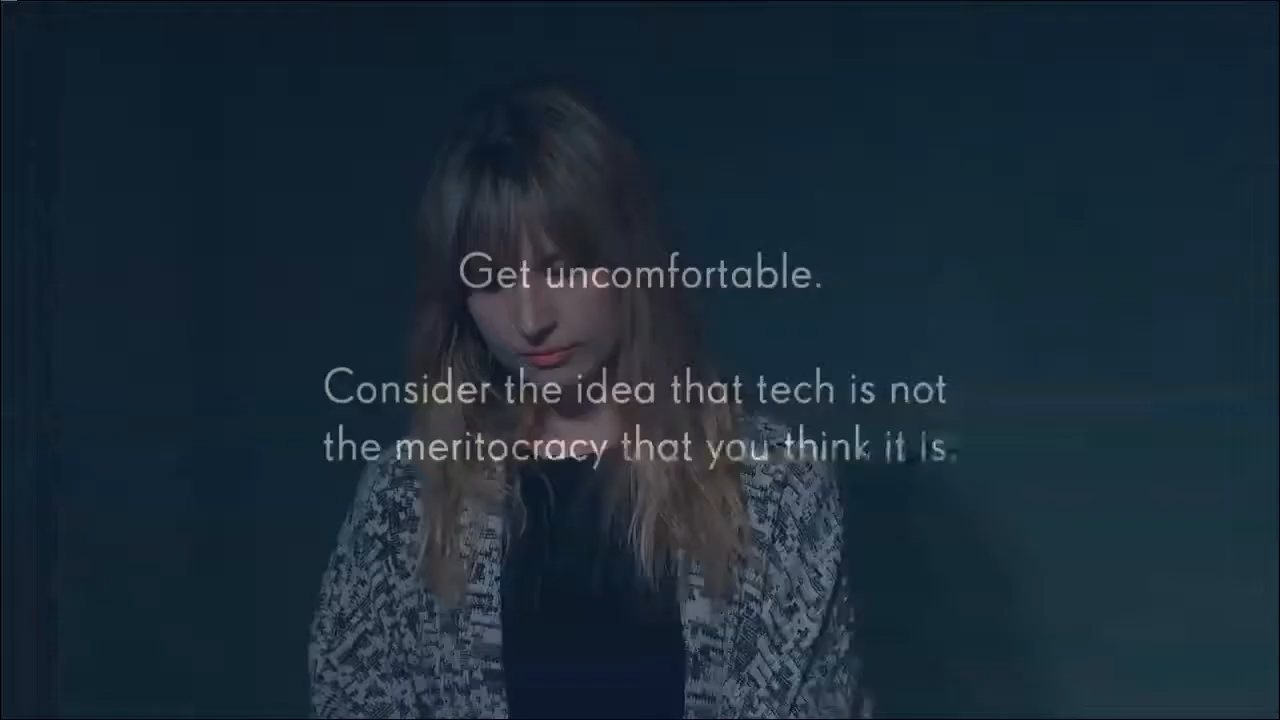 Get uncomfortable.
Consider the idea that tech is not
the meritocracy that you think it is.